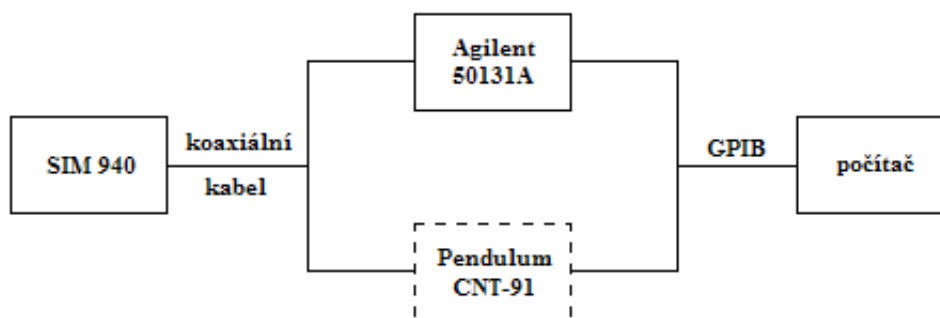 Agilent
50131A
SIM 940
koaxiální
kabel
GPIB
počítač
Pendulum
CNT-91